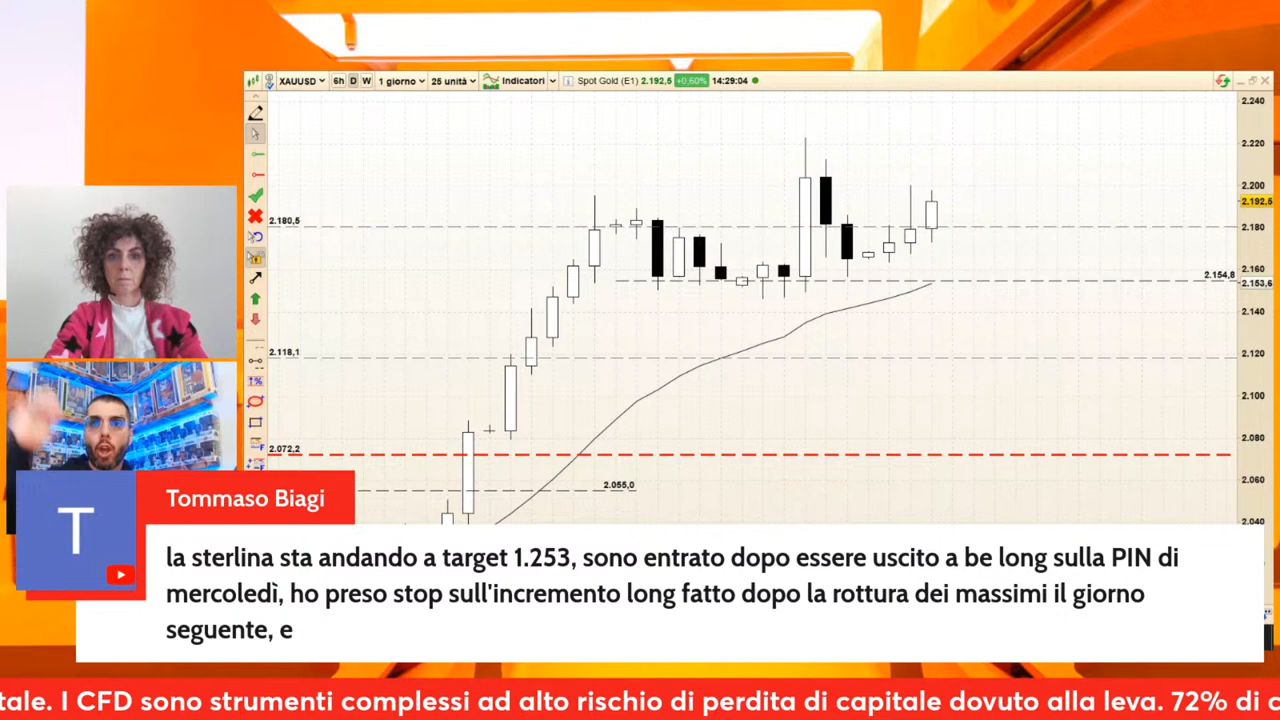 XAUUSD 6h D W 1 giorno 25 unità Indicatori Spot Gold (E1) 2.192,5 +0,60% 14:29:04
2.240
2.220
2.200
2.192,5
2.180,5
2.180
2.160
2.154,8
2.153,6
2.140
2.118,1
2.120
2.100
2.080
2.072,2
2.060
2.055,0
2.040
T
Tommaso Biagi
la sterlina sta andando a target 1.253, sono entrato dopo essere uscito a be long sulla PIN di
mercoledì, ho preso stop sull'incremento long fatto dopo la rottura dei massimi il giorno
seguente, e
tale. I CFD sono strumenti complessi ad alto rischio di perdita di capitale dovuto alla leva. 72% di